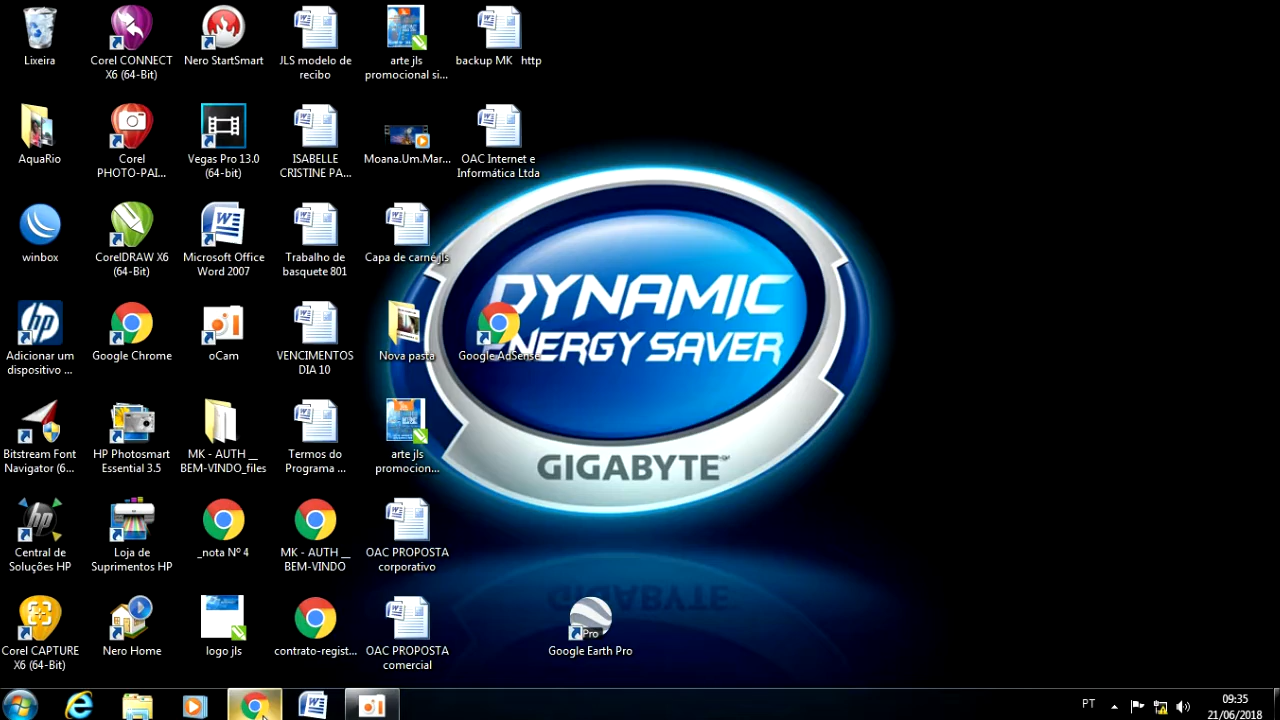 Lixeira
Corel CONNECT
X6 (64-Bit)
Nero StartSmart
JLS modelo de
recibo
arte jls
promocional si...
backup MK http
AquaRio
Corel
PHOTO-PAI...
Vegas Pro 13.0
(64-bit)
ISABELLE
CRISTINE PA...
Moana.Um.Mar...
OAC Internet e
Informática Ltda
winbox
CorelDRAW X6
(64-Bit)
Microsoft Office
Word 2007
Trabalho de
basquete 801
Capa de carne jls
Adicionar um
dispositivo ...
Google Chrome
oCam
VENCIMENTOS
DIA 10
Nova pasta
Google AdSense
DYNAMIC
ENERGY SAVER
GIGABYTE
Bitstream Font
Navigator (6...
HP Photosmart
Essential 3.5
MK - AUTH __
BEM-VINDO_files
Termos do
Programa ...
arte jls
promocion...
Central de
Soluções HP
Loja de
Suprimentos HP
_nota Nº 4
MK - AUTH __
BEM-VINDO
OAC PROPOSTA
corporativo
Corel CAPTURE
X6 (64-Bit)
Nero Home
logo jls
contrato-regist...
OAC PROPOSTA
comercial
Pro
Google Earth Pro
PT
09:35
21/06/2018